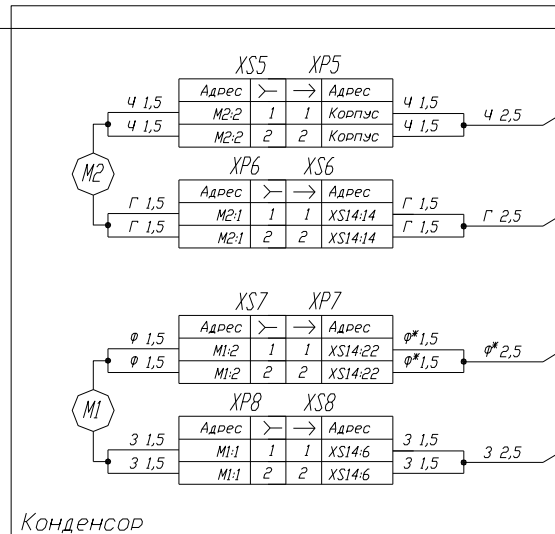 XS5 XP5
Адрес Адрес
Ч 1,5 М2:2 1 1 Корпус Ч 1,5
Ч 2,5
Ч 1,5 М2:2 2 2 Корпус Ч 1,5
М2
XP6 XS6
Адрес Адрес
Г 1,5 М2:1 1 1 XS14:14 Г 1,5
Г 2,5
Г 1,5 М2:1 2 2 XS14:14 Г 1,5
XS7 XP7
Адрес Адрес
Ф 1,5 М1:2 1 1 XS14:22 Ф* 1,5
Ф* 2,5
Ф 1,5 М1:2 2 2 XS14:22 Ф* 1,5
М1
XP8 XS8
Адрес Адрес
З 1,5 М1:1 1 1 XS14:6 З 1,5
З 2,5
З 1,5 М1:1 2 2 XS14:6 З 1,5
Конденсор